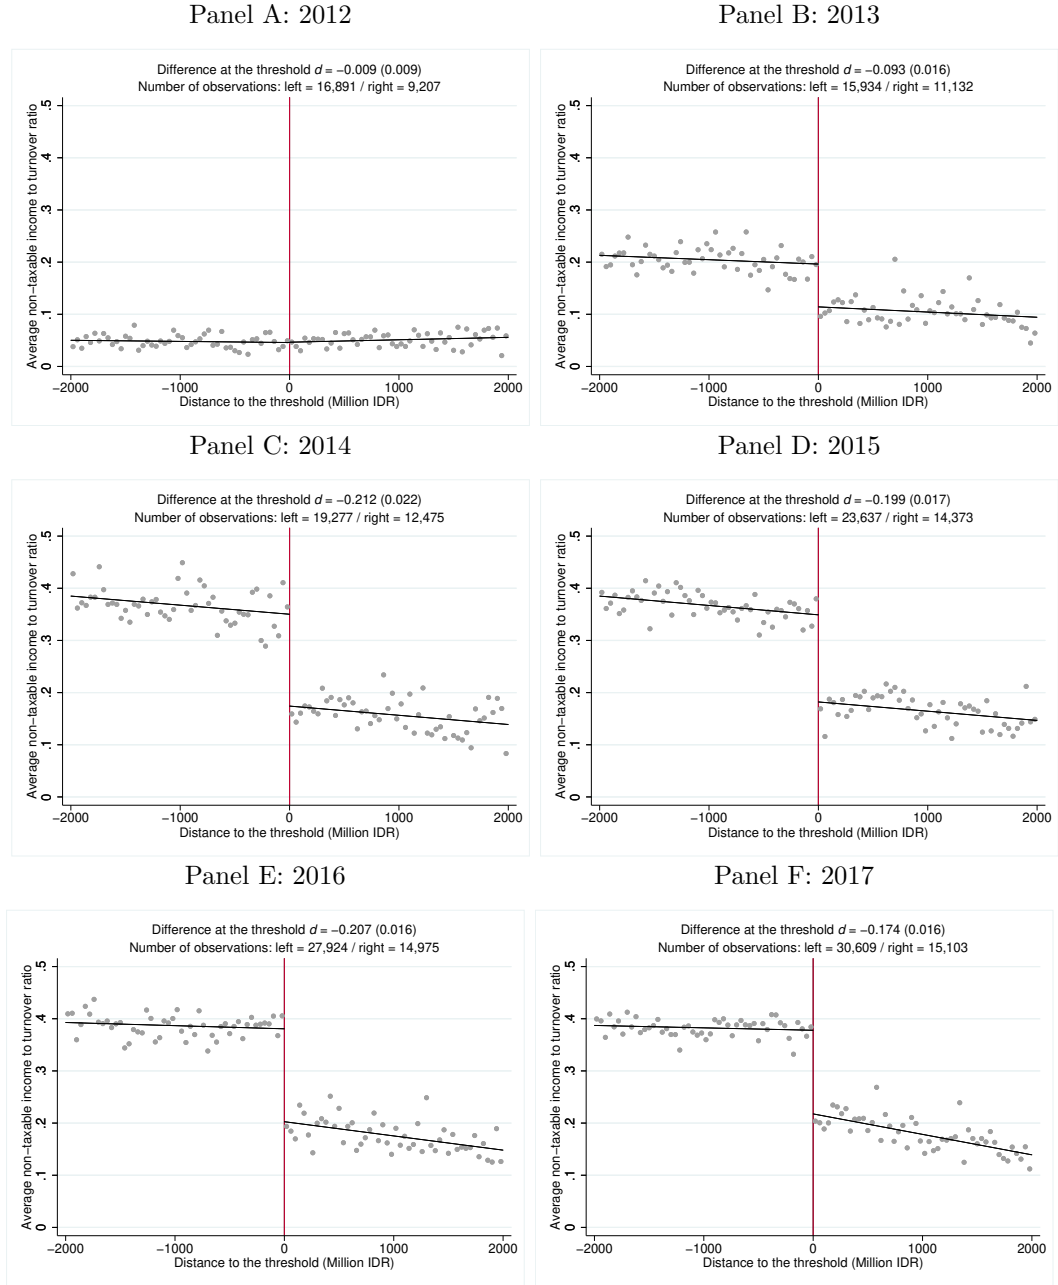 Panel A: 2012
Difference at the threshold d = −0.009 (0.009)
Number of observations: left = 16,891 / right = 9,207
Average non−taxable income to turnover ratio
.5
.4
.3
.2
.1
0
−2000 −1000 0 1000 2000
Distance to the threshold (Million IDR)
Panel B: 2013
Difference at the threshold d = −0.093 (0.016)
Number of observations: left = 15,934 / right = 11,132
Average non−taxable income to turnover ratio
.5
.4
.3
.2
.1
0
−2000 −1000 0 1000 2000
Distance to the threshold (Million IDR)
Panel C: 2014
Difference at the threshold d = −0.212 (0.022)
Number of observations: left = 19,277 / right = 12,475
Average non−taxable income to turnover ratio
.5
.4
.3
.2
.1
0
−2000 −1000 0 1000 2000
Distance to the threshold (Million IDR)
Panel D: 2015
Difference at the threshold d = −0.199 (0.017)
Number of observations: left = 23,637 / right = 14,373
Average non−taxable income to turnover ratio
.5
.4
.3
.2
.1
0
−2000 −1000 0 1000 2000
Distance to the threshold (Million IDR)
Panel E: 2016
Difference at the threshold d = −0.207 (0.016)
Number of observations: left = 27,924 / right = 14,975
Average non−taxable income to turnover ratio
.5
.4
.3
.2
.1
0
−2000 −1000 0 1000 2000
Distance to the threshold (Million IDR)
Panel F: 2017
Difference at the threshold d = −0.174 (0.016)
Number of observations: left = 30,609 / right = 15,103
Average non−taxable income to turnover ratio
.5
.4
.3
.2
.1
0
−2000 −1000 0 1000 2000
Distance to the threshold (Million IDR)